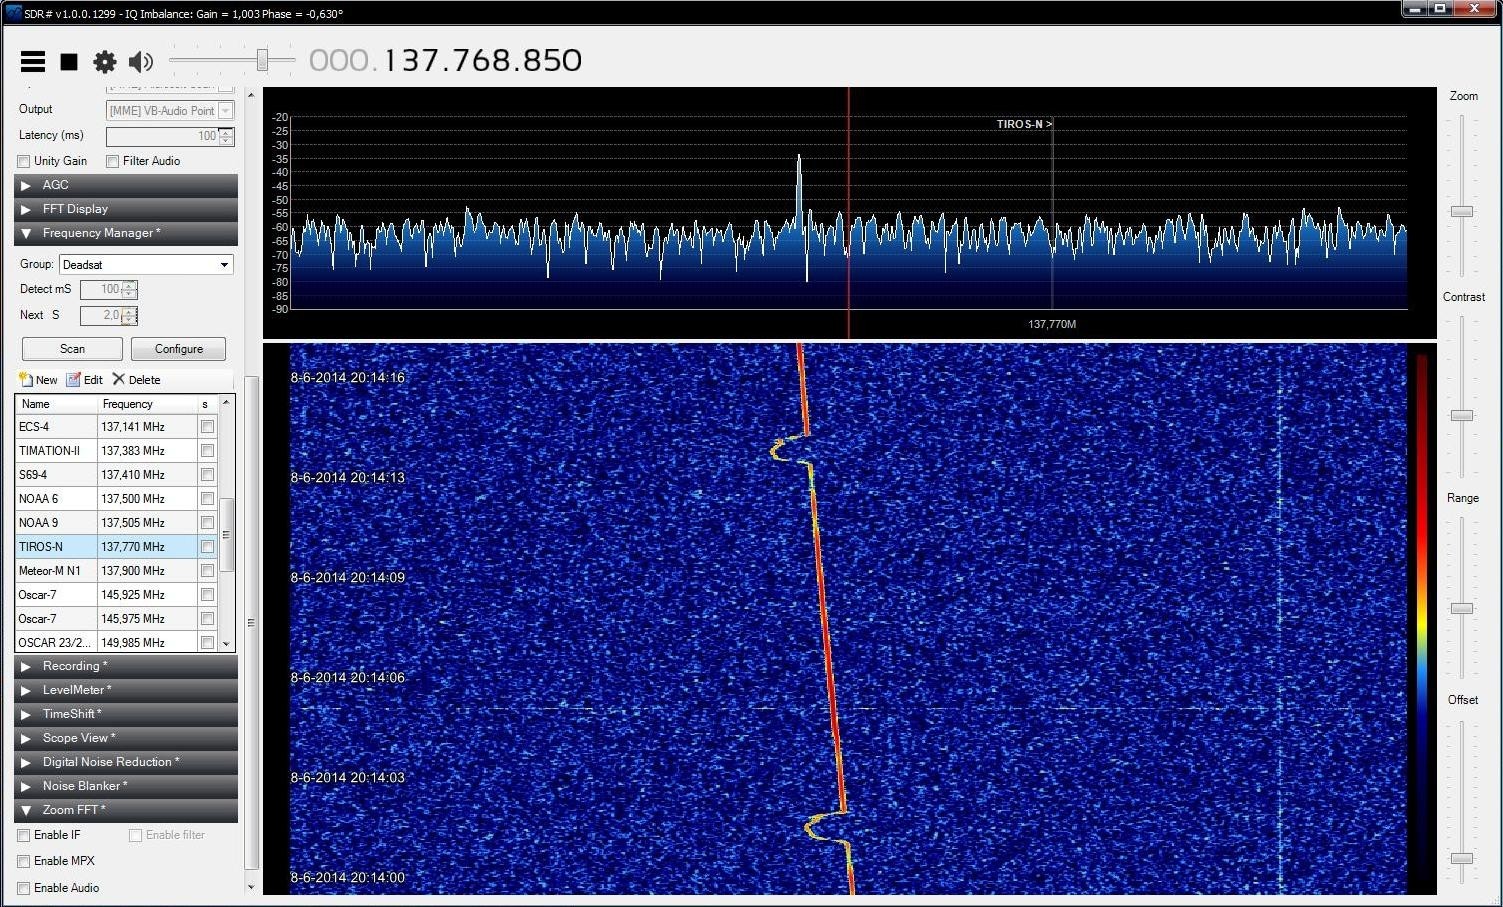 SDR# v1.0.0.1299 - IQ Imbalance: Gain = 1,003 Phase = -0,630°
000.137.768.850
Output [MME] VB-Audio Point
Latency (ms) 100
Unity Gain Filter Audio
AGC
FFT Display
Frequency Manager *
Group: Deadsat
Detect mS 100
Next S 2,0
Scan Configure
New Edit Delete
Name Frequency s
ECS-4 137,141 MHz
TIMATION-II 137,383 MHz
S69-4 137,410 MHz
NOAA 6 137,500 MHz
NOAA 9 137,505 MHz
TIROS-N 137,770 MHz
Meteor-M N1 137,900 MHz
Oscar-7 145,925 MHz
Oscar-7 145,975 MHz
OSCAR 23/2... 149,985 MHz
Recording *
LevelMeter *
TimeShift *
Scope View *
Digital Noise Reduction *
Noise Blanker *
Zoom FFT *
Enable IF Enable filter
Enable MPX
Enable Audio
-20
-25
-30
-35
-40
-45
-50
-55
-60
-65
-70
-75
-80
-85
-90
TIROS-N >
137,770M
8-6-2014 20:14:16
8-6-2014 20:14:13
8-6-2014 20:14:09
8-6-2014 20:14:06
8-6-2014 20:14:03
8-6-2014 20:14:00
Zoom
Contrast
Range
Offset